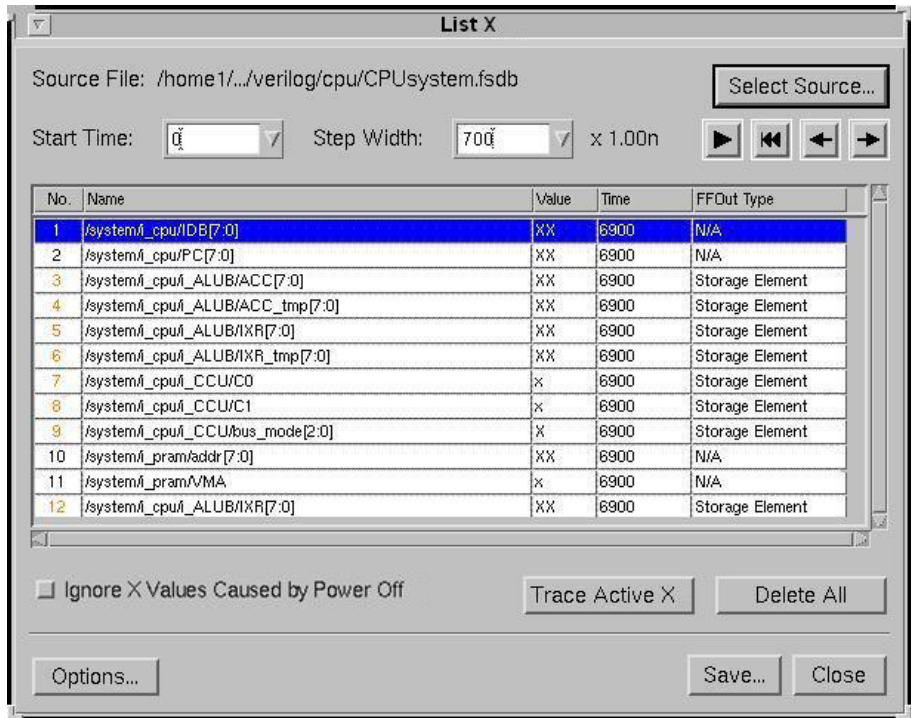 List X
Source File: /home1/.../verilog/cpu/CPUsystem.fsdb Select Source...
Start Time: 0 Step Width: 700 x 1.00n
No. Name Value Time FFOut Type
1 /system/i_cpu/IDB[7:0] XX 6900 N/A
2 /system/i_cpu/PC[7:0] XX 6900 N/A
3 /system/i_cpu/i_ALUB/ACC[7:0] XX 6900 Storage Element
4 /system/i_cpu/i_ALUB/ACC_tmp[7:0] XX 6900 Storage Element
5 /system/i_cpu/i_ALUB/IXR[7:0] XX 6900 Storage Element
6 /system/i_cpu/i_ALUB/IXR_tmp[7:0] XX 6900 Storage Element
7 /system/i_cpu/i_CCU/C0 x 6900 Storage Element
8 /system/i_cpu/i_CCU/C1 x 6900 Storage Element
9 /system/i_cpu/i_CCU/bus_mode[2:0] X 6900 Storage Element
10 /system/i_pram/addr[7:0] XX 6900 N/A
11 /system/i_pram/VMA x 6900 N/A
12 /system/i_cpu/i_ALUB/IXR[7:0] XX 6900 Storage Element
Ignore X Values Caused by Power Off Trace Active X Delete All
Options... Save... Close